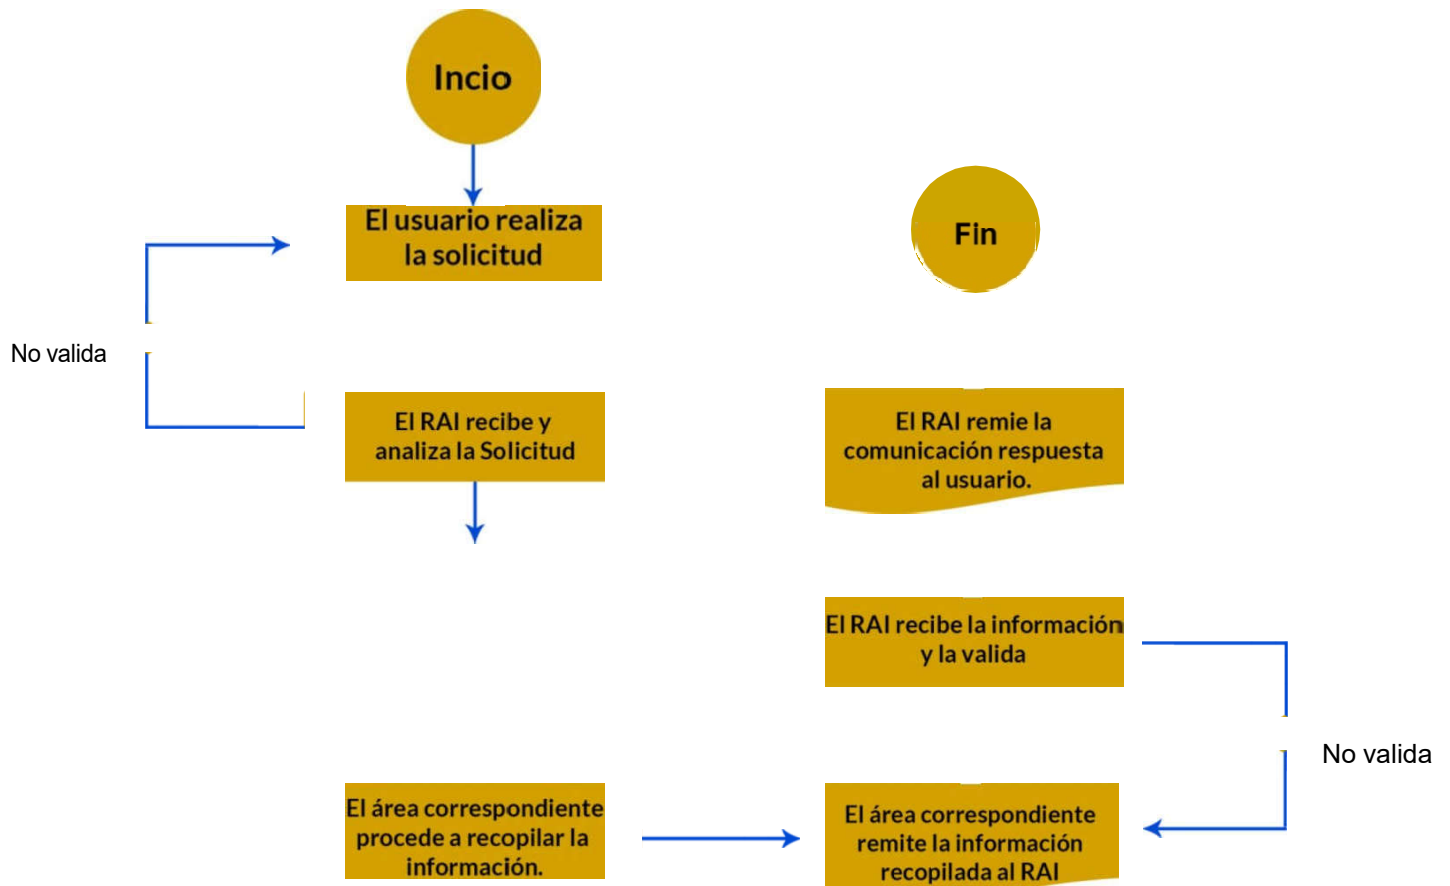 Incio
El usuario realiza
la solicitud
No valida
El RAI recibe y
analiza la Solicitud
El área correspondiente
procede a recopilar la
información.
Fin
El RAI remie la
comunicación respuesta
al usuario.
El RAI recibe la información
y la valida
No valida
El área correspondiente
remite la información
recopilada al RAI